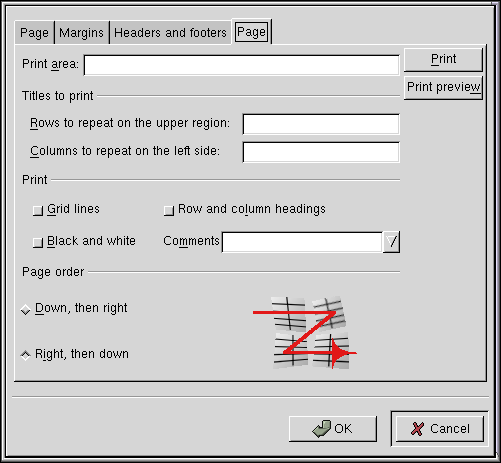 Page Margins Headers and footers Page
Print area: Print
Print preview
Titles to print
Rows to repeat on the upper region:
Columns to repeat on the left side:
Print
Grid lines Row and column headings
Black and white Comments
Page order
Down, then right
Right, then down
OK Cancel